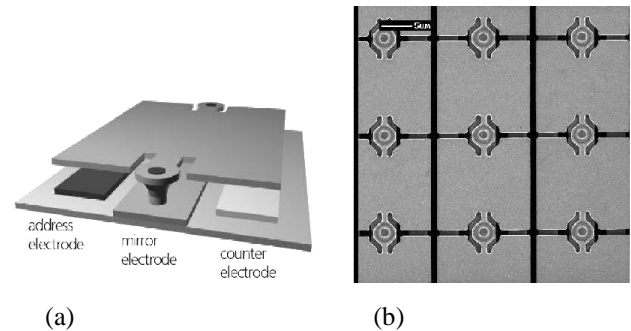 5um
address
electrode
mirror
electrode
counter
electrode
(a)
(b)